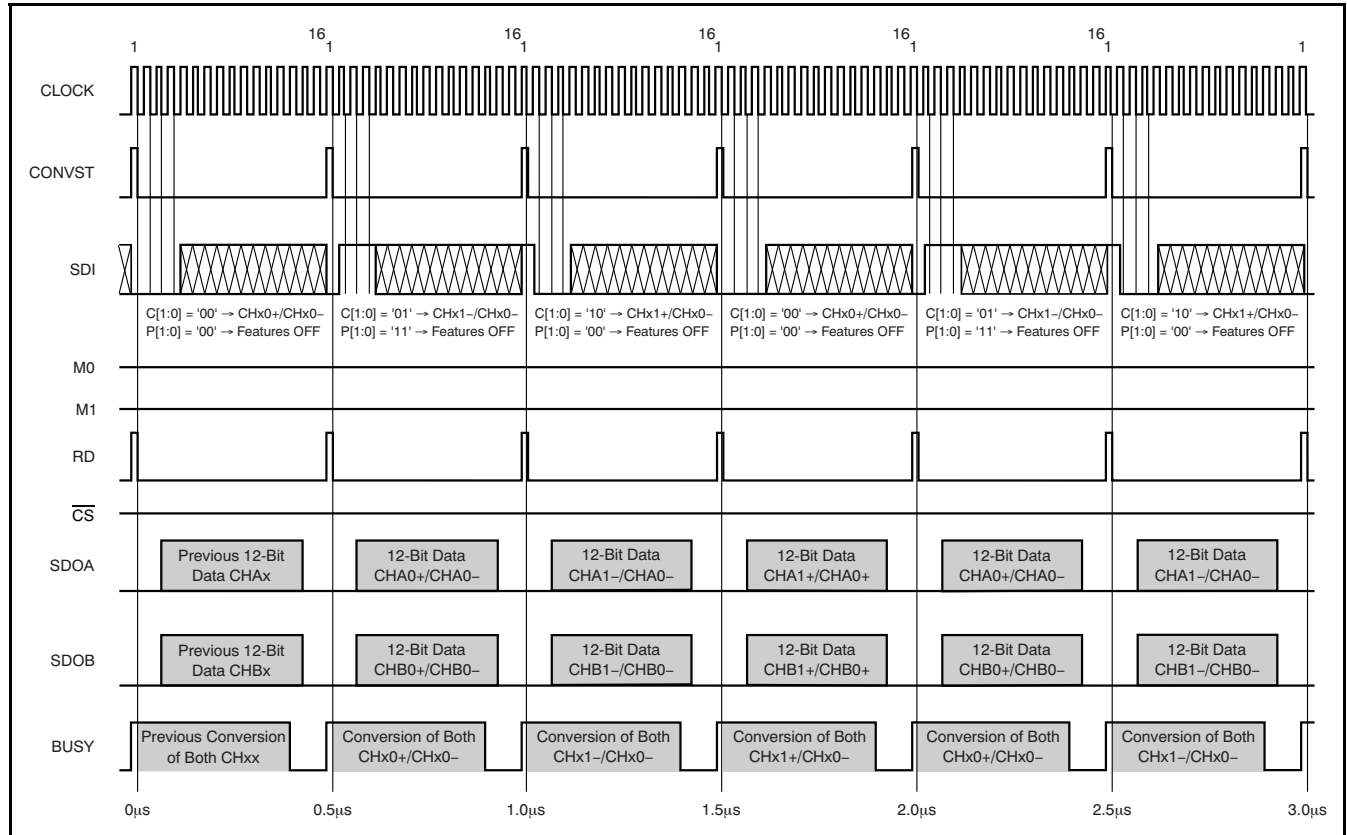 1 16 1 16 1 16 1 16 1 16 1 1
CLOCK
CONVST
SDI
C[1:0] = '00' → CHx0+/CHx0− C[1:0] = '01' → CHx1−/CHx0− C[1:0] = '10' → CHx1+/CHx0− C[1:0] = '00' → CHx0+/CHx0− C[1:0] = '01' → CHx1−/CHx0− C[1:0] = '10' → CHx1+/CHx0−
P[1:0] = '00' → Features OFF P[1:0] = '11' → Features OFF P[1:0] = '00' → Features OFF P[1:0] = '00' → Features OFF P[1:0] = '11' → Features OFF P[1:0] = '00' → Features OFF
M0
M1
RD
CS
SDOA
Previous 12-Bit 12-Bit Data 12-Bit Data 12-Bit Data 12-Bit Data 12-Bit Data
Data CHAx CHA0+/CHA0− CHA1−/CHA0− CHA1+/CHA0+ CHA0+/CHA0− CHA1−/CHA0−
SDOB
Previous 12-Bit 12-Bit Data 12-Bit Data 12-Bit Data 12-Bit Data 12-Bit Data
Data CHBx CHB0+/CHB0− CHB1−/CHB0− CHB1+/CHB0+ CHB0+/CHB0− CHB1−/CHB0−
BUSY
Previous Conversion Conversion of Both Conversion of Both Conversion of Both Conversion of Both Conversion of Both
of Both CHxx CHx0+/CHx0− CHx1−/CHx0− CHx1+/CHx0− CHx0+/CHx0− CHx1−/CHx0−
0µs 0.5µs 1.0µs 1.5µs 2.0µs 2.5µs 3.0µs